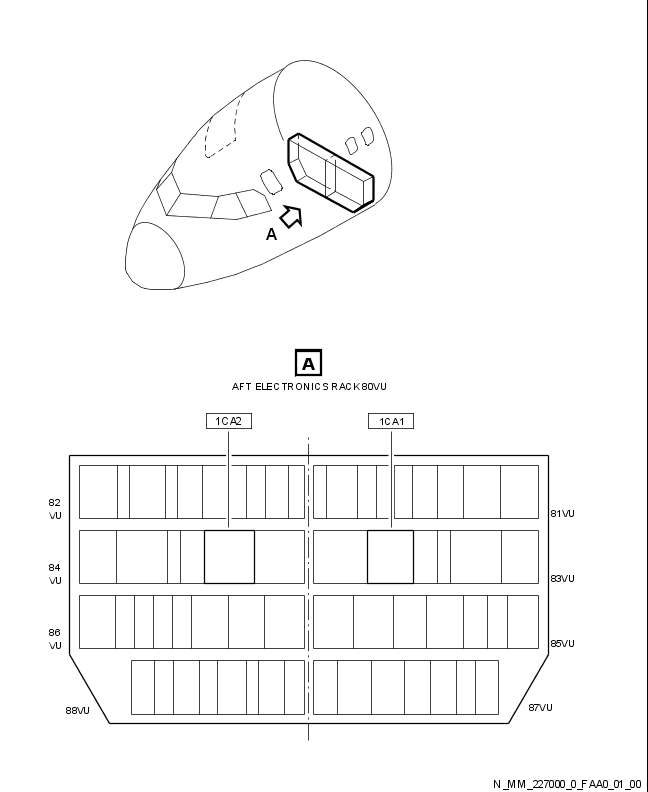 A
A
AFT ELECTRONICS RACK 80VU
1CA2
1CA1
82
VU
81VU
84
VU
83VU
86
VU
85VU
88VU
87VU
N_MM_227000_0_FAA0_01_00